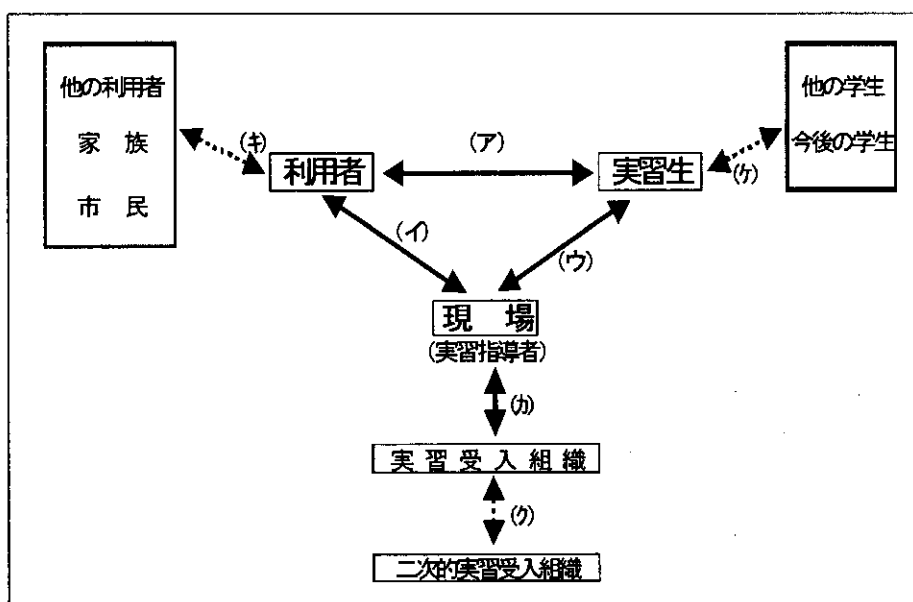 他の利用者
家 族
市 民
(キ)
利用者
(ア)
実習生
(ケ)
他の学生
今後の学生
(イ)
(ウ)
現 場
(実習指導者)
(カ)
実習受入組織
(ク)
二次的実習受入組織